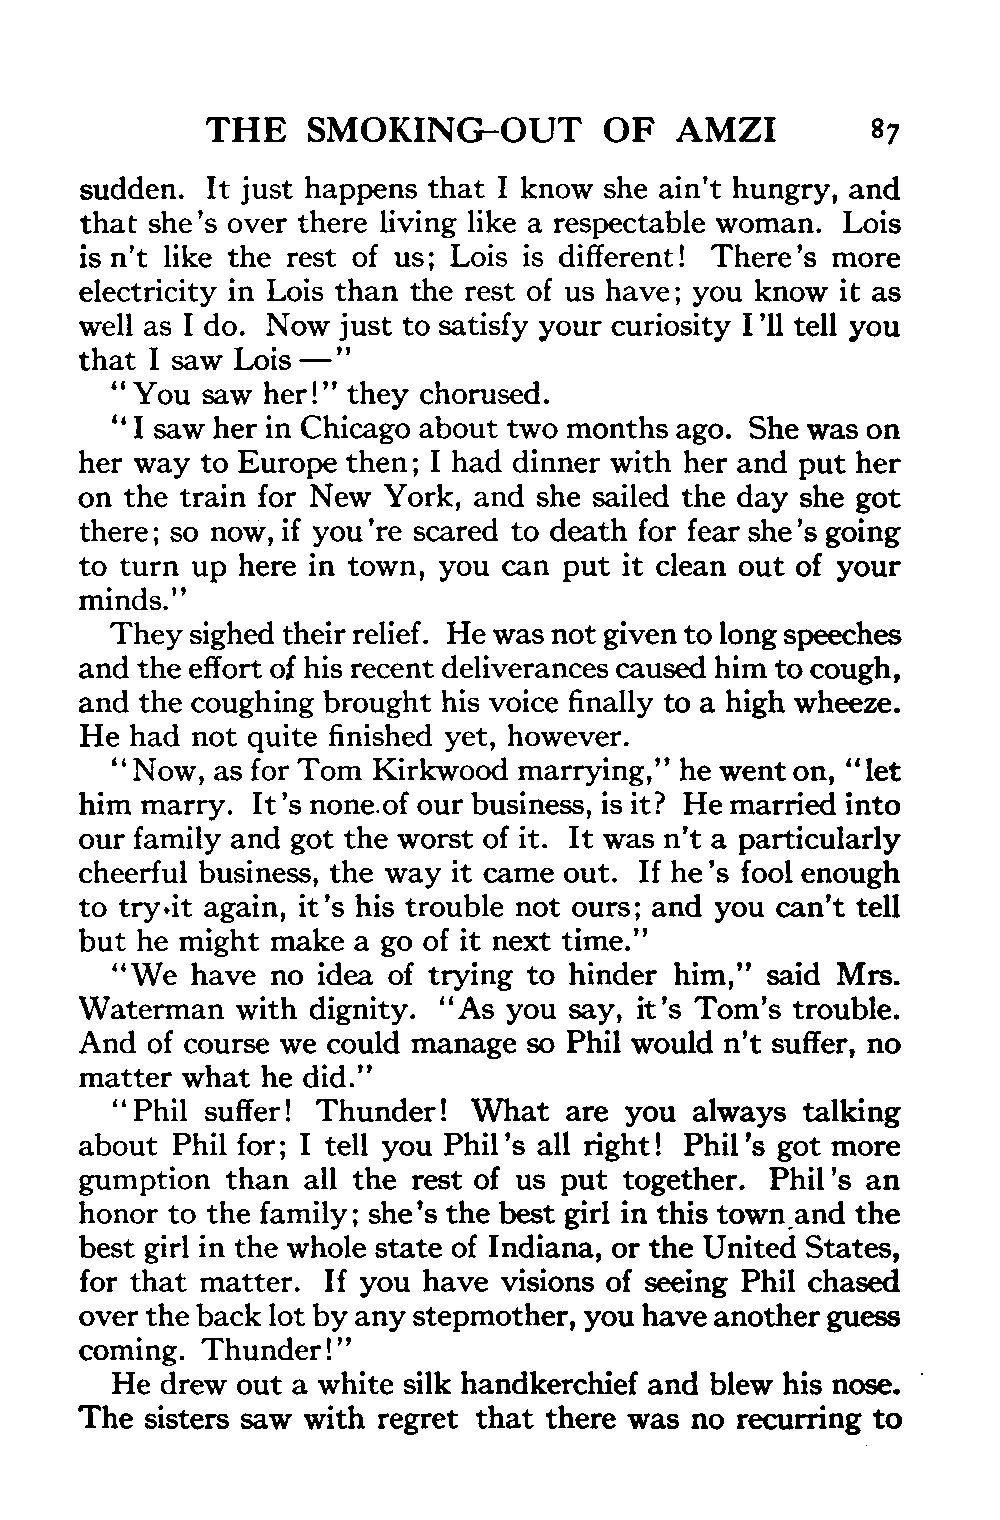 THE SMOKING-OUT OF AMZI 87
sudden. It just happens that I know she ain't hungry, and
that she's over there living like a respectable woman. Lois
is n't like the rest of us; Lois is different! There's more
electricity in Lois than the rest of us have; you know it as
well as I do. Now just to satisfy your curiosity I'll tell you
that I saw Lois —"
"You saw her!" they chorused.
"I saw her in Chicago about two months ago. She was on
her way to Europe then; I had dinner with her and put her
on the train for New York, and she sailed the day she got
there; so now, if you're scared to death for fear she's going
to turn up here in town, you can put it clean out of your
minds."
They sighed their relief. He was not given to long speeches
and the effort of his recent deliverances caused him to cough,
and the coughing brought his voice finally to a high wheeze.
He had not quite finished yet, however.
"Now, as for Tom Kirkwood marrying," he went on, "let
him marry. It's none of our business, is it? He married into
our family and got the worst of it. It was n't a particularly
cheerful business, the way it came out. If he's fool enough
to try it again, it's his trouble not ours; and you can't tell
but he might make a go of it next time."
"We have no idea of trying to hinder him," said Mrs.
Waterman with dignity. "As you say, it's Tom's trouble.
And of course we could manage so Phil would n't suffer, no
matter what he did."
"Phil suffer! Thunder! What are you always talking
about Phil for; I tell you Phil's all right! Phil's got more
gumption than all the rest of us put together. Phil's an
honor to the family; she's the best girl in this town and the
best girl in the whole state of Indiana, or the United States,
for that matter. If you have visions of seeing Phil chased
over the back lot by any stepmother, you have another guess
coming. Thunder!"
He drew out a white silk handkerchief and blew his nose.
The sisters saw with regret that there was no recurring to